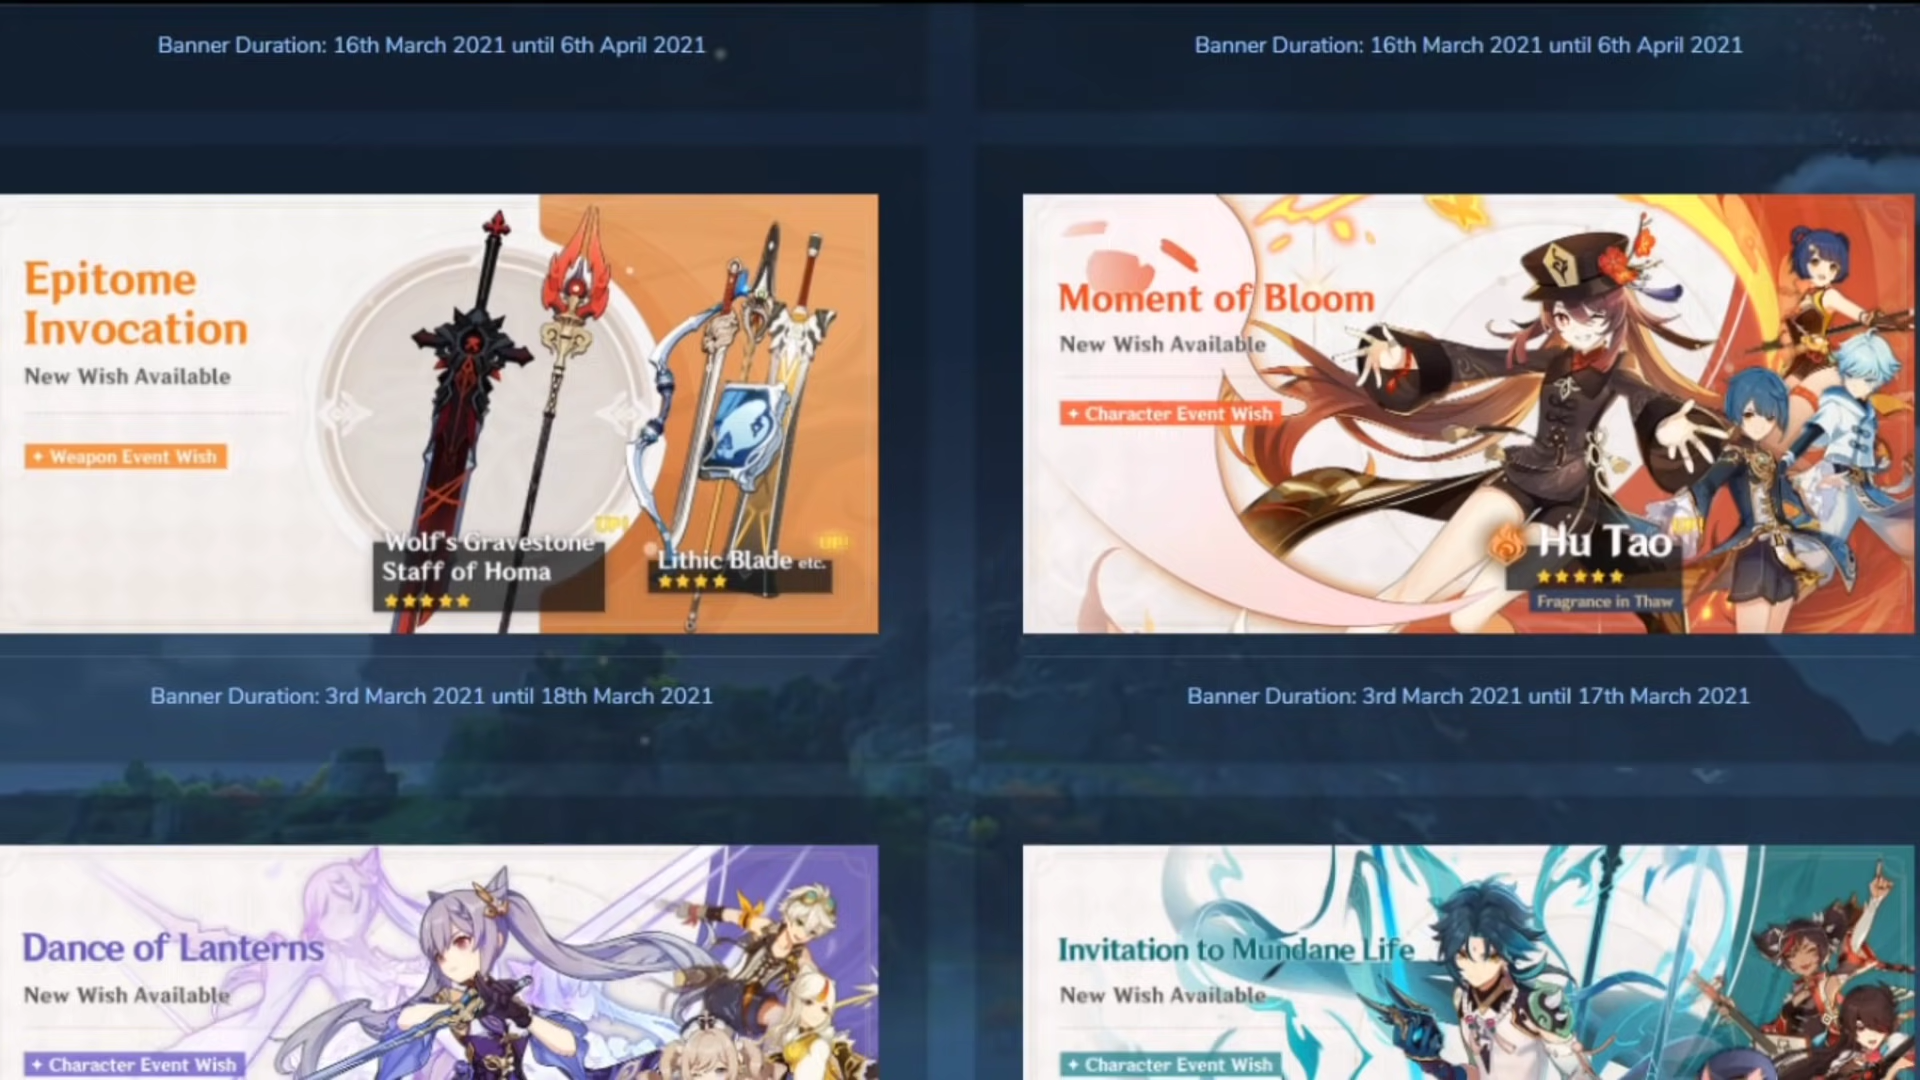 Banner Duration: 16th March 2021 until 6th April 2021
Banner Duration: 16th March 2021 until 6th April 2021
Epitome
Invocation
New Wish Available
Weapon Event Wish
UP!
Wolf's Gravestone
Staff of Homa
UP!
Lithic Blade etc.
Moment of Bloom
New Wish Available
Character Event Wish
UP!
Hu Tao
Fragrance in Thaw
Banner Duration: 3rd March 2021 until 18th March 2021
Banner Duration: 3rd March 2021 until 17th March 2021
Dance of Lanterns
New Wish Available
Character Event Wish
Invitation to Mundane Life
New Wish Available
Character Event Wish